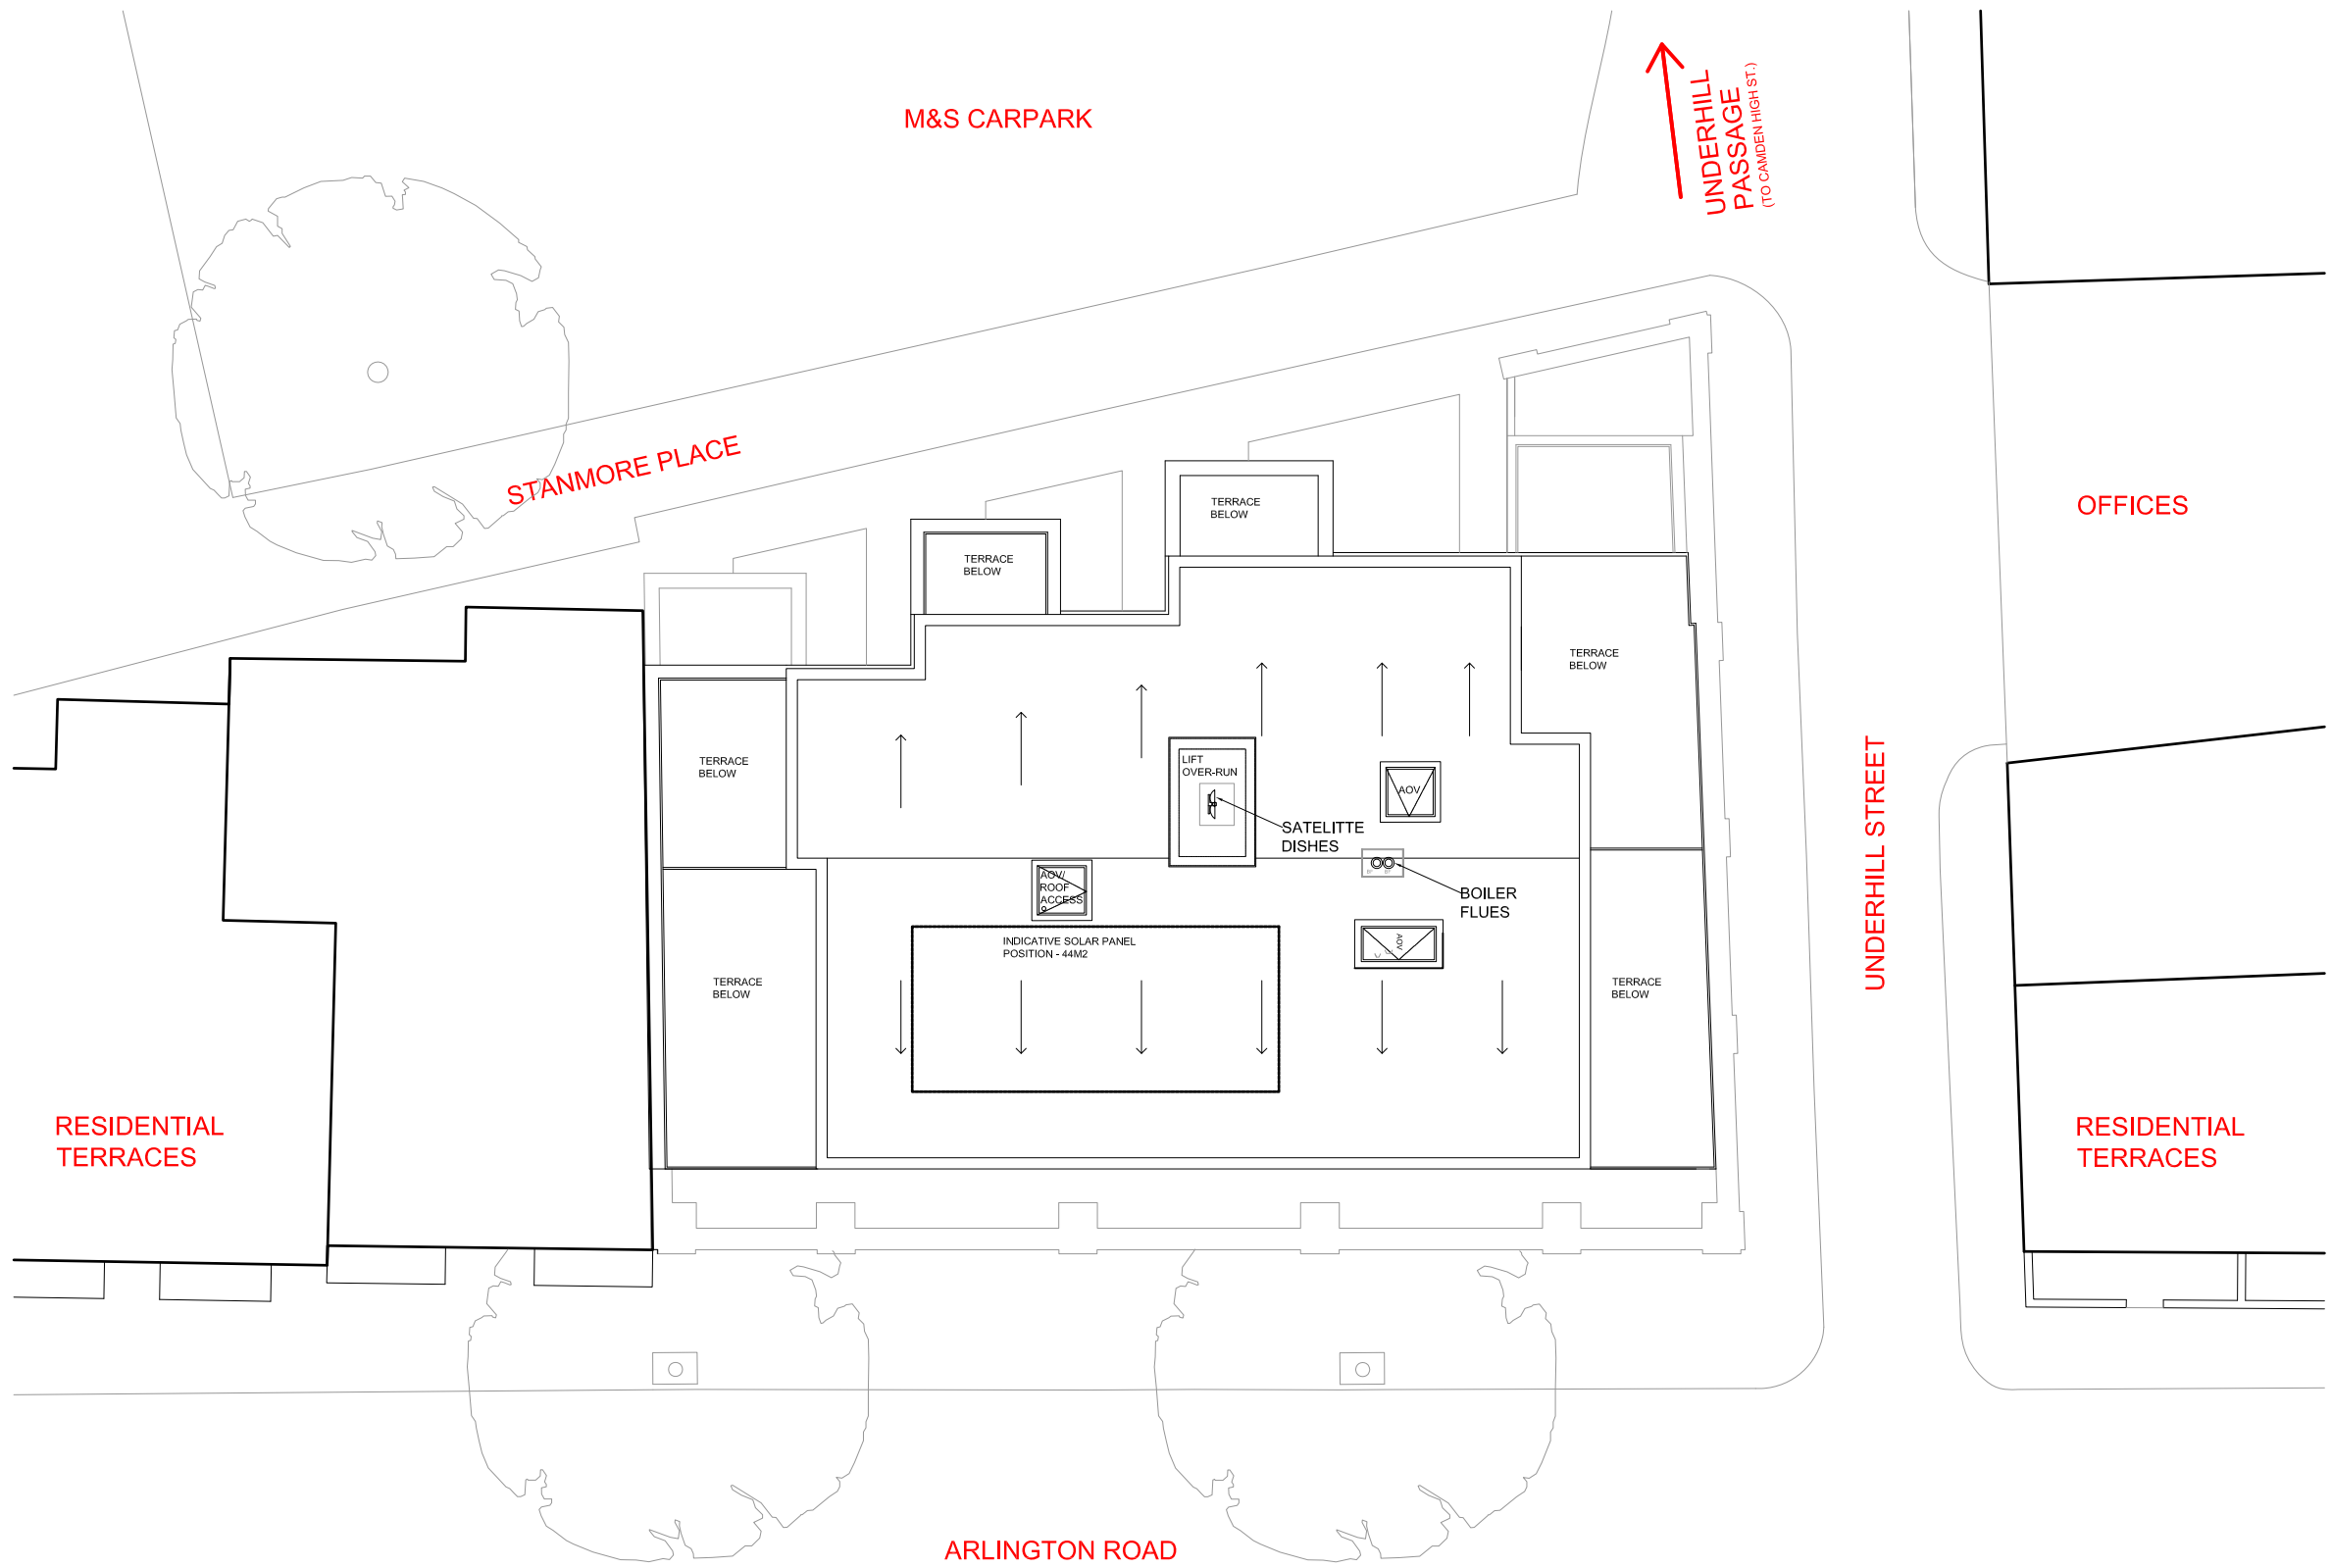 M&S CARPARK
UNDERHILL
PASSAGE
(TO CAMDEN HIGH ST.)
STANMORE PLACE
OFFICES
TERRACE
BELOW
TERRACE
BELOW
TERRACE
BELOW
TERRACE
BELOW
LIFT
OVER-RUN
AOV
SATELITTE
DISHES
UNDERHILL STREET
AOV/
ROOF
ACCESS
BOILER
FLUES
AOV
INDICATIVE SOLAR PANEL
POSITION - 44M2
TERRACE
BELOW
TERRACE
BELOW
RESIDENTIAL
TERRACES
RESIDENTIAL
TERRACES
ARLINGTON ROAD